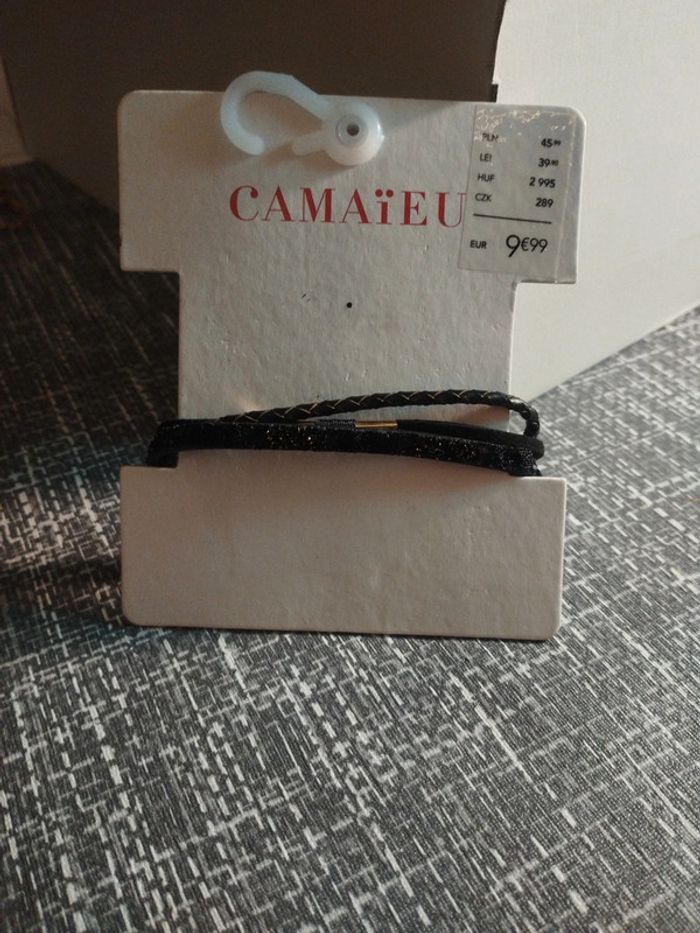 CAMAïEU
PLN 45,99
LEI 39,90
HUF 2 995
CZK 289
EUR 9€99